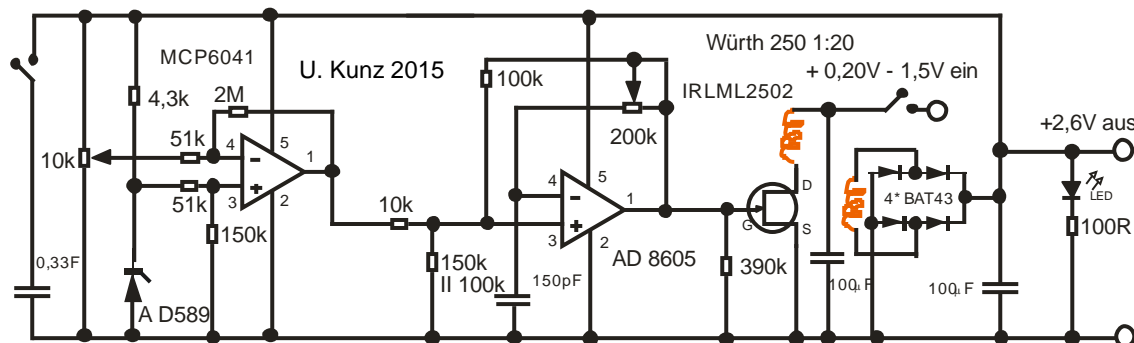 Würth 250 1:20
MCP6041
+ 0,20V - 1,5V ein
U. Kunz 2015
100k
IRLML2502
4,3k
2M
+2,6V aus
200k
51k
4
5
10k
-
1
4
5
D
4* BAT43
LED
+
51k
3
2
10k
-
1
G
S
100R
+
3
2
150k
150k
AD 8605
390k
0,33F
II 100k
150pF
100µF
100µF
A D589